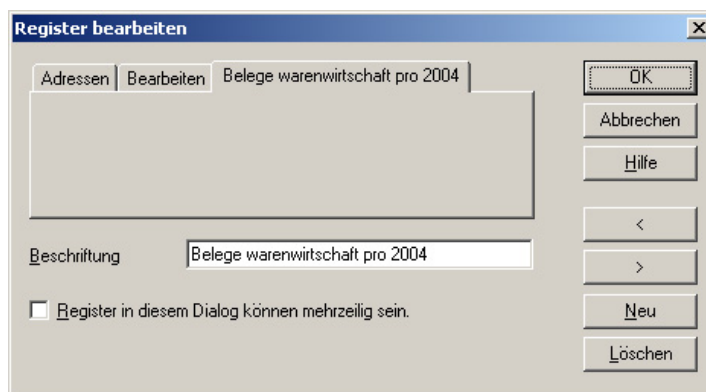 Register bearbeiten
Adressen Bearbeiten Belege warenwirtschaft pro 2004
OK
Abbrechen
Hilfe
<
Beschriftung Belege warenwirtschaft pro 2004
>
Register in diesem Dialog können mehrzeilig sein.
Neu
Löschen